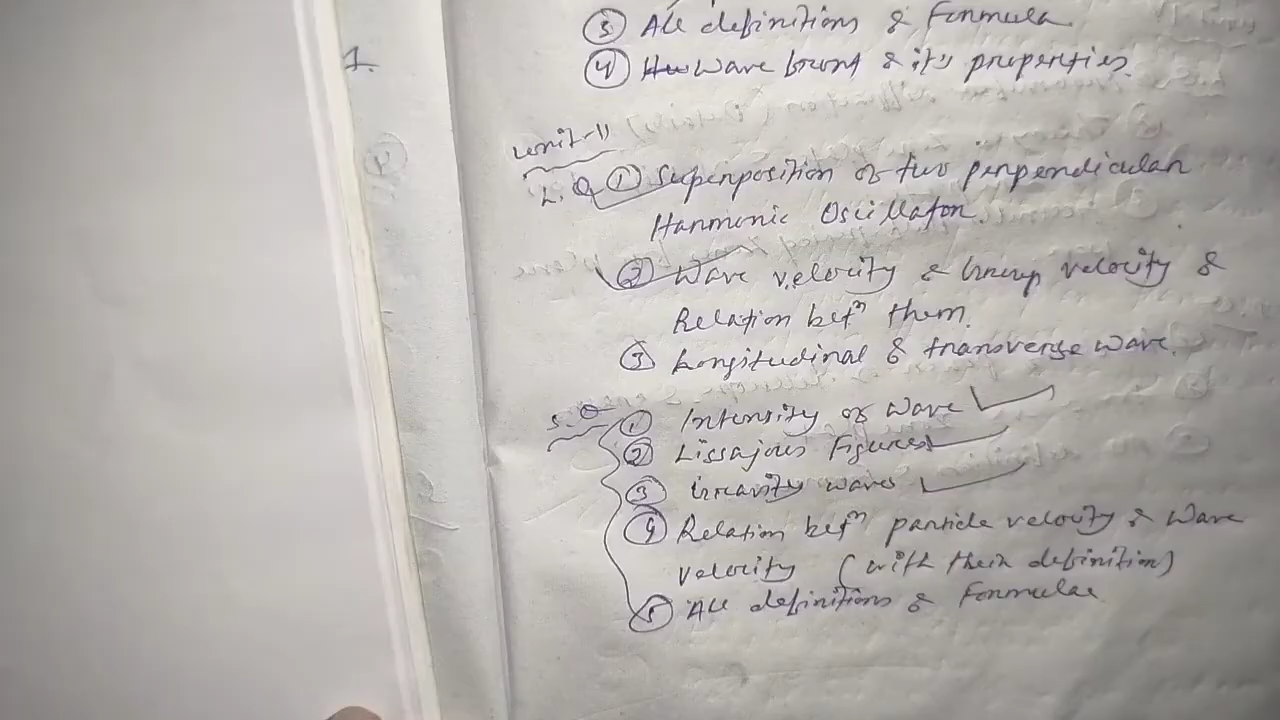 ③ All definitions & Formula
④ Wave front & it's properties.
1.
Unit-II
L.Q ① Superposition of two perpendicular
Harmonic Oscillator.
② Wave velocity & Group velocity &
Relation betn them.
③ Longitudinal & transverse wave.
S.Q ① Intensity of wave
② Lissajous Figures
③ Gravity waves
④ Relation betn particle velocity & Wave
velocity (with their definition)
⑤ All definitions & Formulae